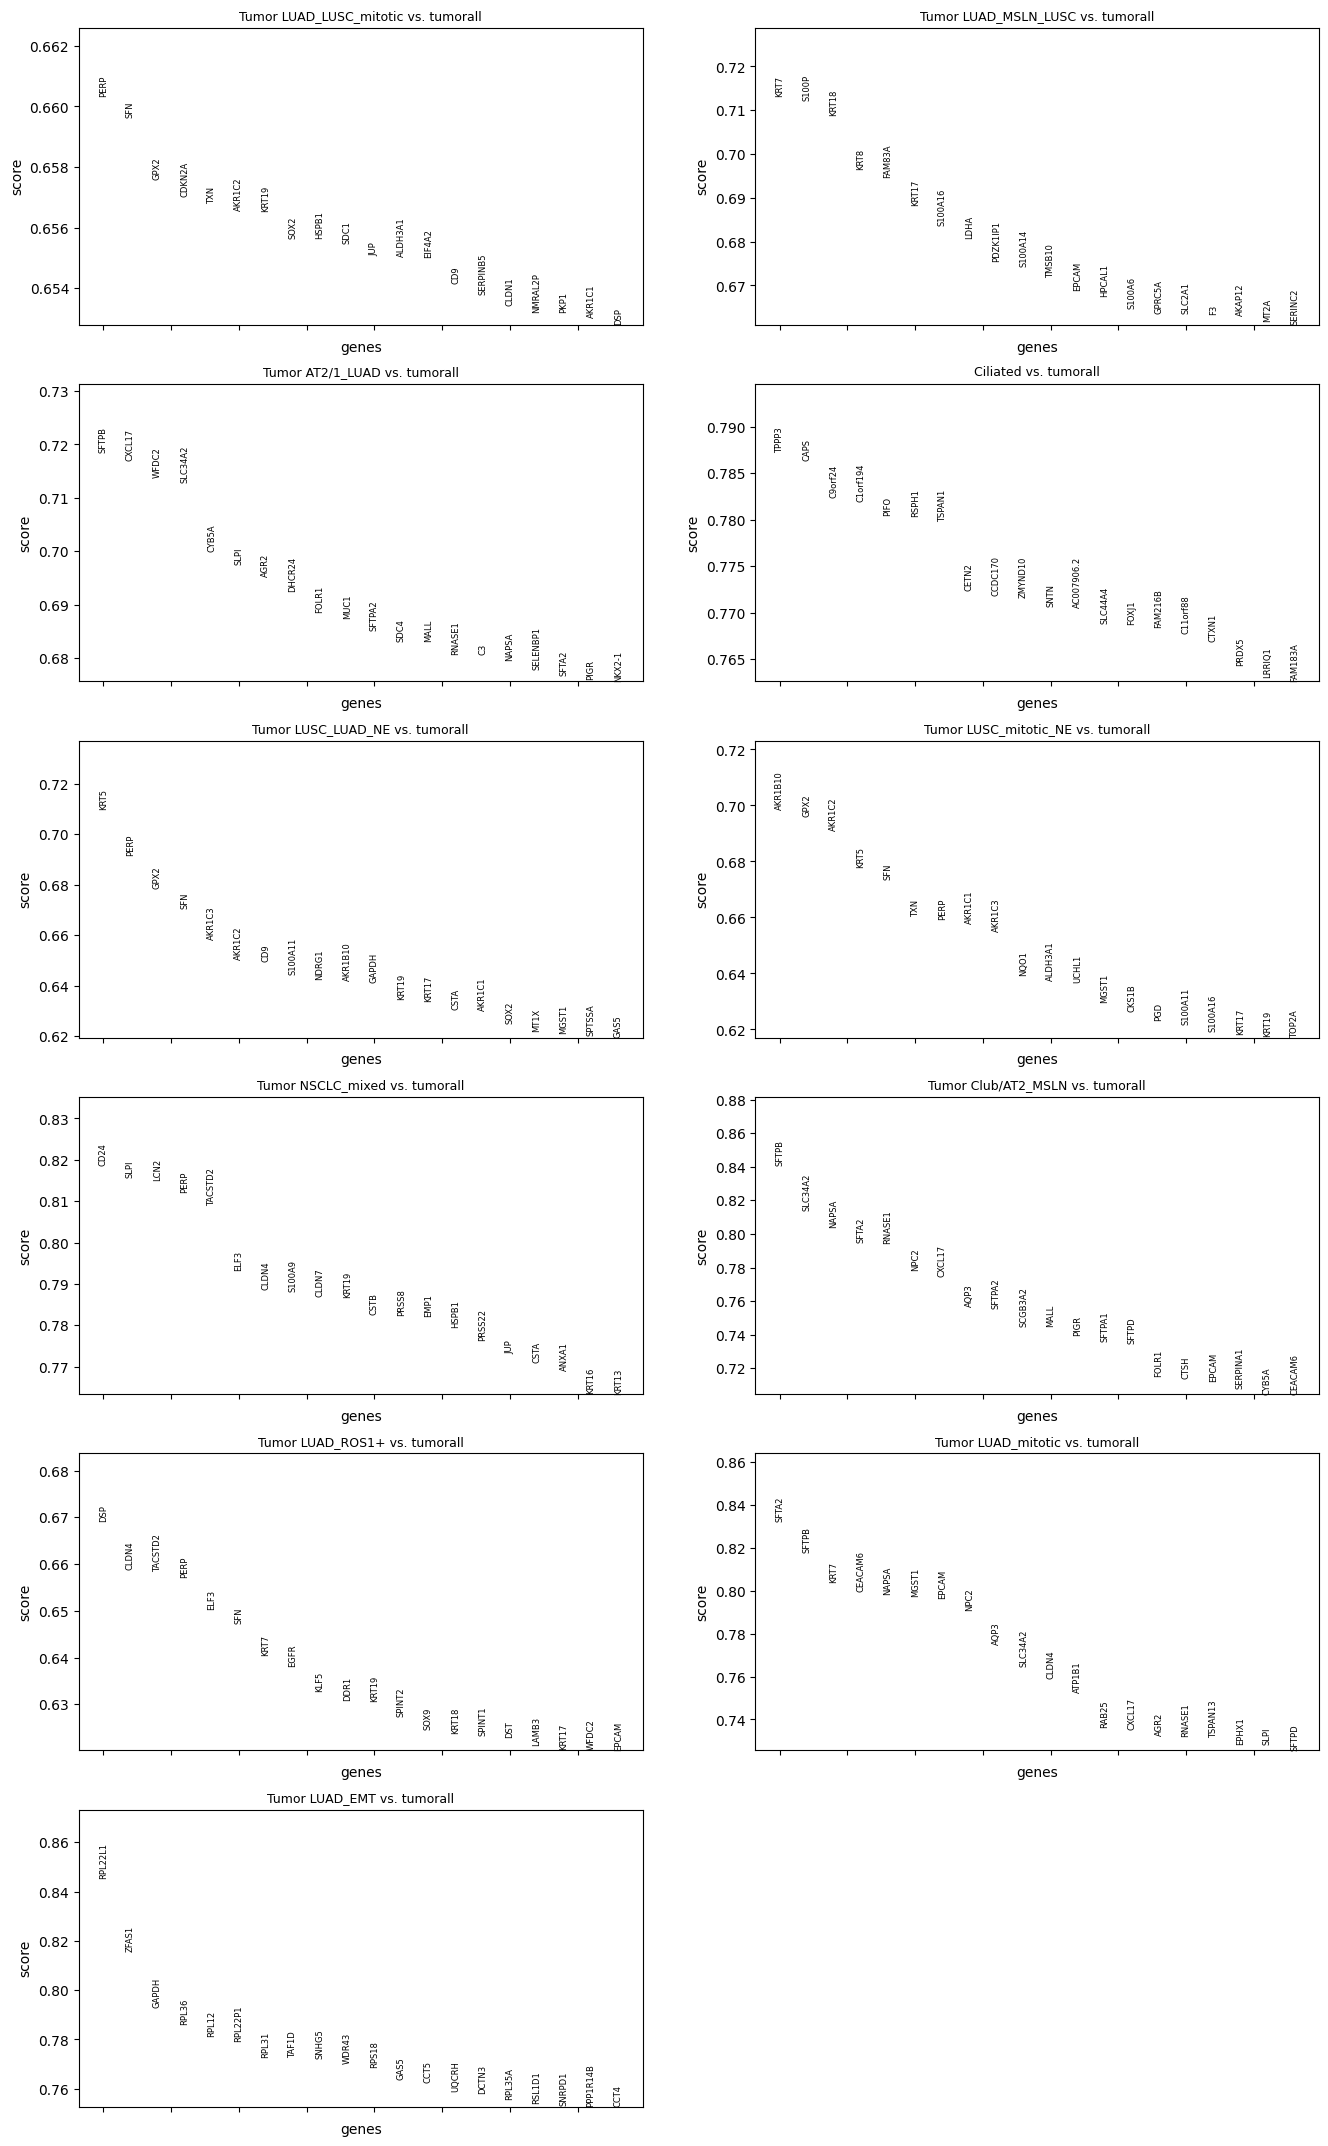 Tumor LUAD_LUSC_mitotic vs. tumorall
score
0.662
0.660
0.658
0.656
0.654
PERP
SFN
GPX2
CDKN2A
TXN
AKR1C2
KRT19
SOX2
HSPB1
SDC1
JUP
ALDH3A1
EIF4A2
CD9
SERPINB5
CLDN1
NMRAL2P
PKP1
AKR1C1
DSP
genes
Tumor LUAD_MSLN_LUSC vs. tumorall
score
0.72
0.71
0.70
0.69
0.68
0.67
KRT7
S100P
KRT18
KRT8
FAM83A
KRT17
S100A16
LDHA
PDZK1IP1
S100A14
TMSB10
EPCAM
HPCAL1
S100A6
GPRC5A
SLC2A1
F3
AKAP12
MT2A
SERINC2
genes
Tumor AT2/1_LUAD vs. tumorall
score
0.73
0.72
0.71
0.70
0.69
0.68
SFTPB
CXCL17
WFDC2
SLC34A2
CYB5A
SLPI
AGR2
DHCR24
FOLR1
MUC1
SFTPA2
SDC4
MALL
RNASE1
C3
NAPSA
SELENBP1
SFTA2
PIGR
NKX2-1
genes
Ciliated vs. tumorall
score
0.790
0.785
0.780
0.775
0.770
0.765
TPPP3
CAPS
C9orf24
C1orf194
PIFO
RSPH1
TSPAN1
CETN2
CCDC170
ZMYND10
SNTN
AC007906.2
SLC44A4
FOXJ1
FAM216B
C11orf88
CTXN1
PRDX5
LRRIQ1
FAM183A
genes
Tumor LUSC_LUAD_NE vs. tumorall
score
0.72
0.70
0.68
0.66
0.64
0.62
KRT5
PERP
GPX2
SFN
AKR1C3
AKR1C2
CD9
S100A11
NDRG1
AKR1B10
GAPDH
KRT19
KRT17
CSTA
AKR1C1
SOX2
MT1X
MGST1
SPTSSA
GAS5
genes
Tumor LUSC_mitotic_NE vs. tumorall
score
0.72
0.70
0.68
0.66
0.64
0.62
AKR1B10
GPX2
AKR1C2
KRT5
SFN
TXN
PERP
AKR1C1
AKR1C3
NQO1
ALDH3A1
UCHL1
MGST1
CKS1B
PGD
S100A11
S100A16
KRT17
KRT19
TOP2A
genes
Tumor NSCLC_mixed vs. tumorall
score
0.83
0.82
0.81
0.80
0.79
0.78
0.77
CD24
SLPI
LCN2
PERP
TACSTD2
ELF3
CLDN4
S100A9
CLDN7
KRT19
CSTB
PRSS8
EMP1
HSPB1
PRSS22
JUP
CSTA
ANXA1
KRT16
KRT13
genes
Tumor Club/AT2_MSLN vs. tumorall
score
0.88
0.86
0.84
0.82
0.80
0.78
0.76
0.74
0.72
SFTPB
SLC34A2
NAPSA
SFTA2
RNASE1
NPC2
CXCL17
AQP3
SFTPA2
SCGB3A2
MALL
PIGR
SFTPA1
SFTPD
FOLR1
CTSH
EPCAM
SERPINA1
CYB5A
CEACAM6
genes
Tumor LUAD_ROS1+ vs. tumorall
score
0.68
0.67
0.66
0.65
0.64
0.63
DSP
CLDN4
TACSTD2
PERP
ELF3
SFN
KRT7
EGFR
KLF5
DDR1
KRT19
SPINT2
SOX9
KRT18
SPINT1
DST
LAMB3
KRT17
WFDC2
EPCAM
genes
Tumor LUAD_mitotic vs. tumorall
score
0.86
0.84
0.82
0.80
0.78
0.76
0.74
SFTA2
SFTPB
KRT7
CEACAM6
NAPSA
MGST1
EPCAM
NPC2
AQP3
SLC34A2
CLDN4
ATP1B1
RAB25
CXCL17
AGR2
RNASE1
TSPAN13
EPHX1
SLPI
SFTPD
genes
Tumor LUAD_EMT vs. tumorall
score
0.86
0.84
0.82
0.80
0.78
0.76
RPL22L1
ZFAS1
GAPDH
RPL36
RPL12
RPL22P1
RPL31
TAF1D
SNHG5
WDR43
RPS18
GAS5
CCT5
UQCRH
DCTN3
RPL35A
RSL1D1
SNRPD1
PPP1R14B
CCT4
genes